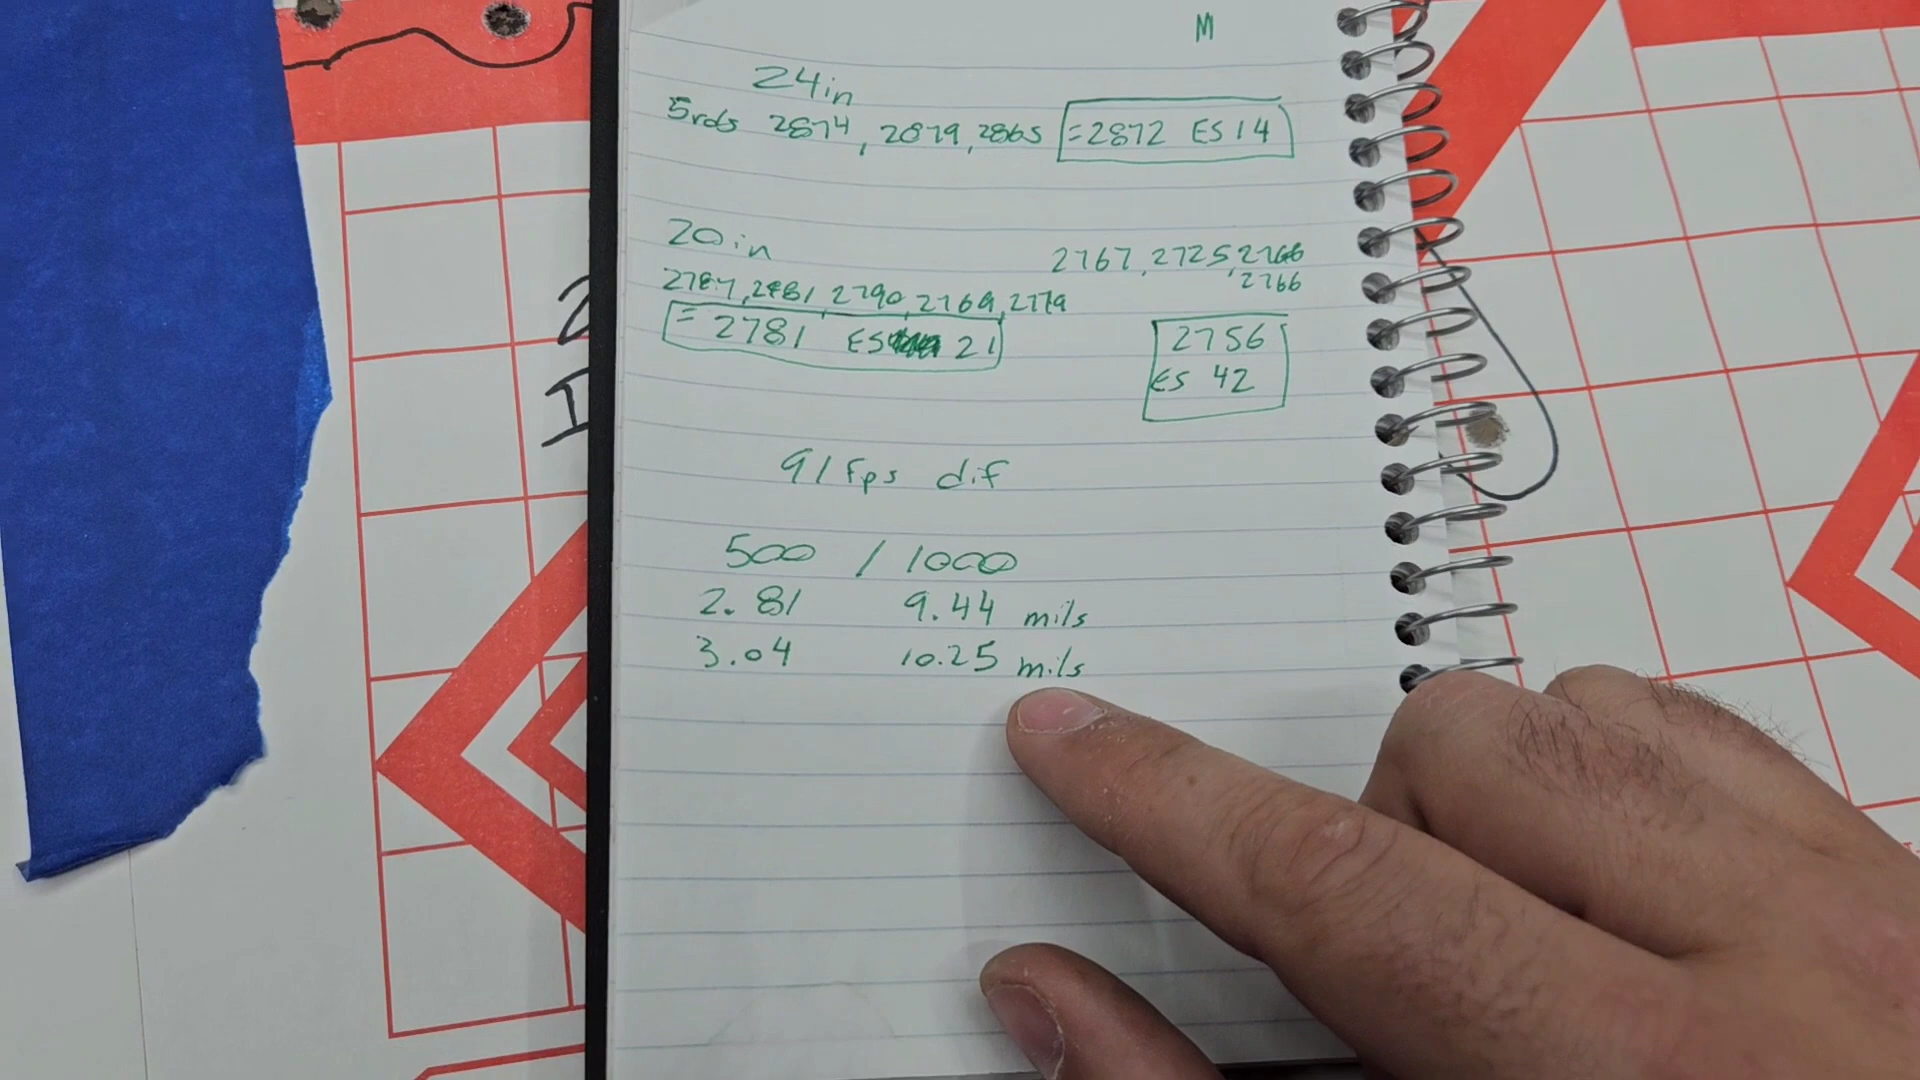 M
24in
5rds 2874, 2879, 2865 =2872 ES 14
20in
2767, 2725, 2766
2766
2787, 2781, 2790, 2769, 2779
= 2781 ES 21
2756
ES 42
91 fps dif
500 / 1000
2.81 9.44 mils
3.04 10.25 mils